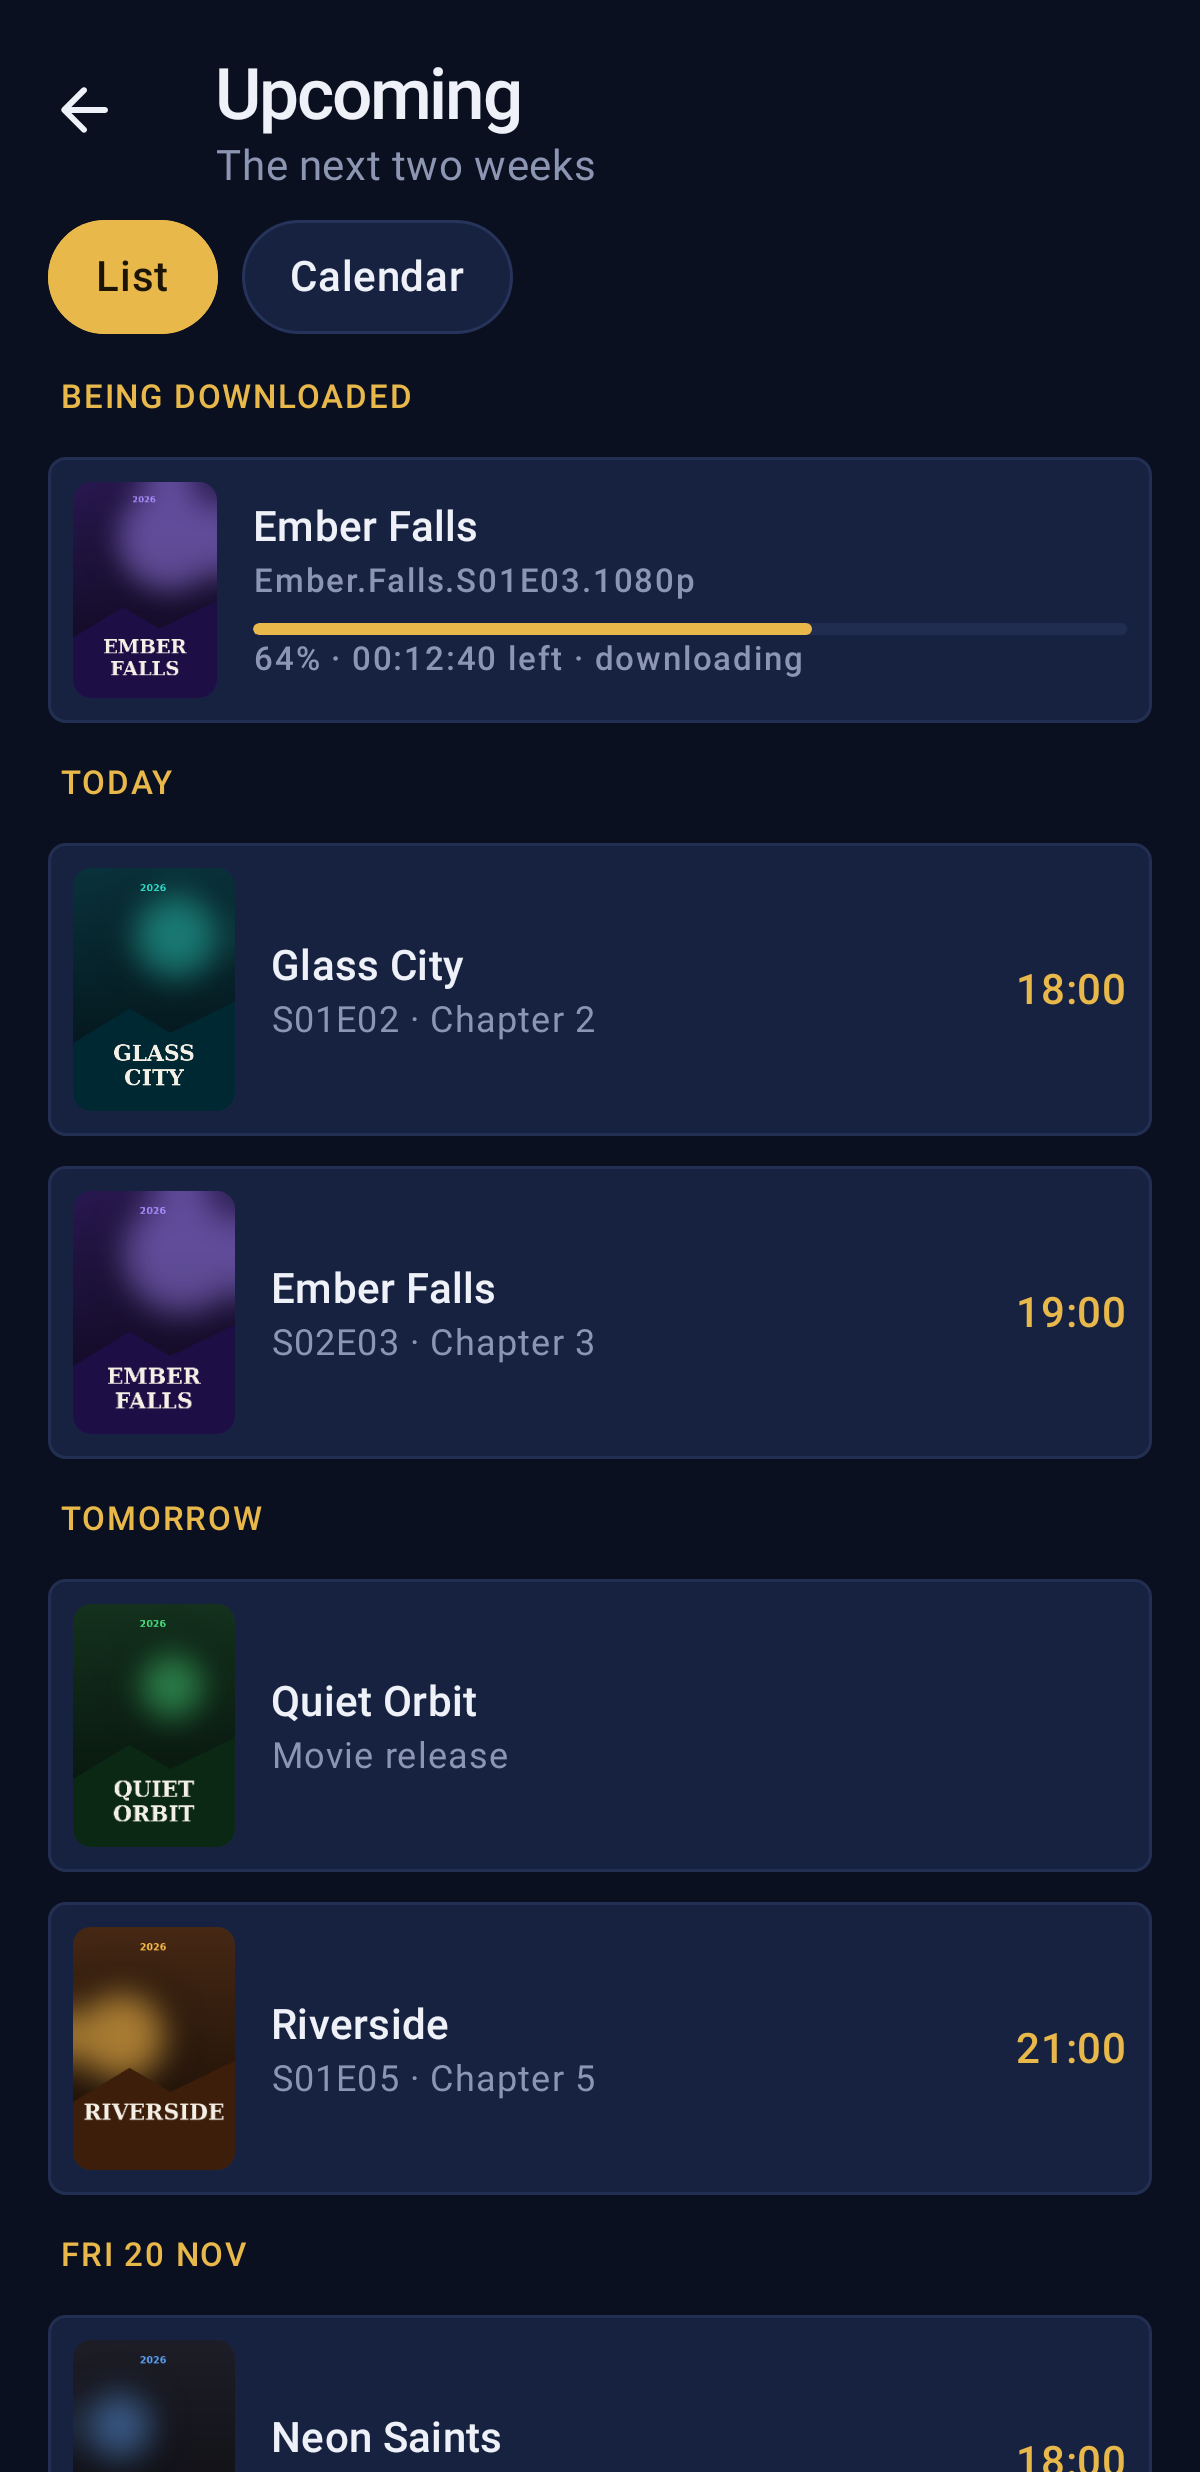 Upcoming
The next two weeks
List
Calendar
BEING DOWNLOADED
2026
EMBER
FALLS
Ember Falls
Ember.Falls.S01E03.1080p
64% · 00:12:40 left · downloading
TODAY
2026
GLASS
CITY
Glass City
S01E02 · Chapter 2
18:00
2026
EMBER
FALLS
Ember Falls
S02E03 · Chapter 3
19:00
TOMORROW
2026
QUIET
ORBIT
Quiet Orbit
Movie release
2026
RIVERSIDE
Riverside
S01E05 · Chapter 5
21:00
FRI 20 NOV
2026
Neon Saints
18:00